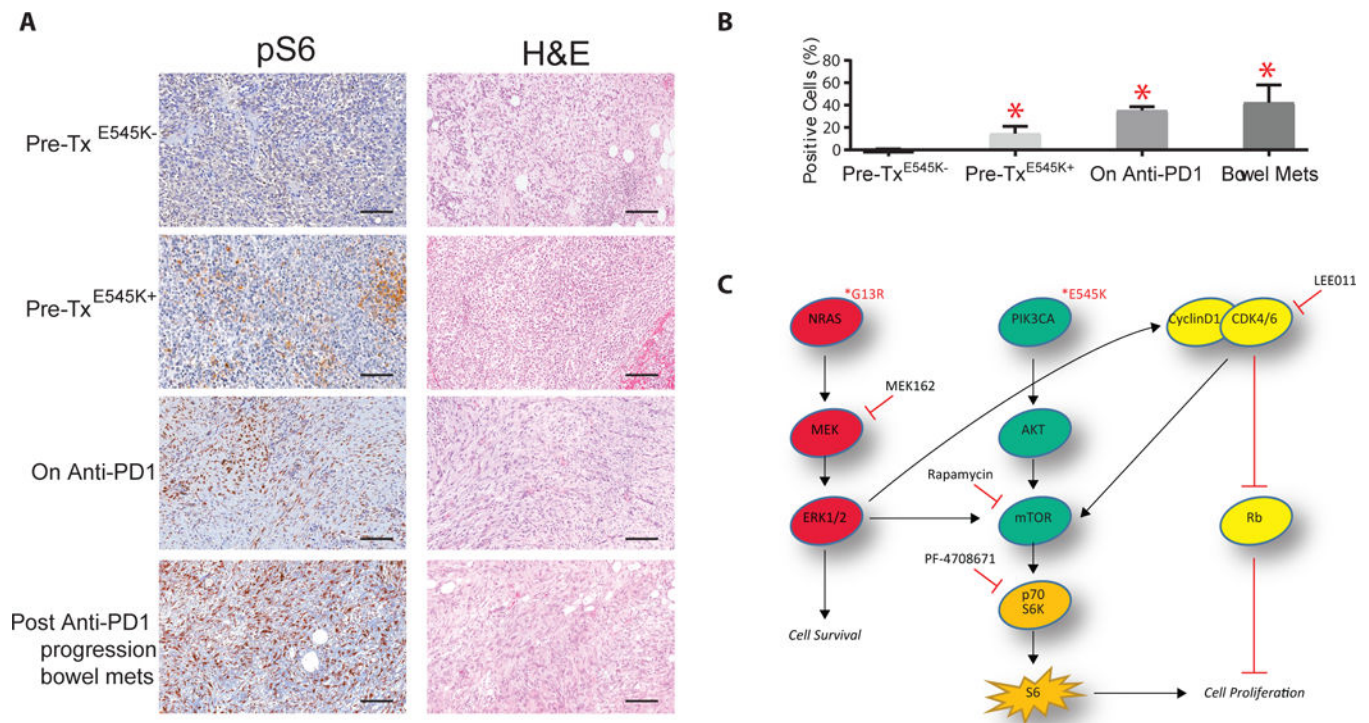 A
pS6
H&E
Pre-Tx E545K-
Pre-Tx E545K+
On Anti-PD1
Post Anti-PD1
progression
bowel mets
B
Positive Cells (%)
80
60
40
20
0
*
*
*
Pre-Tx E545K-
Pre-Tx E545K+
On Anti-PD1
Bowel Mets
C
*G13R
*E545K
LEE011
NRAS
PIK3CA
CyclinD1
CDK4/6
MEK162
MEK
AKT
Rapamycin
ERK1/2
mTOR
Rb
PF-4708671
p70
S6K
Cell Survival
S6
Cell Proliferation